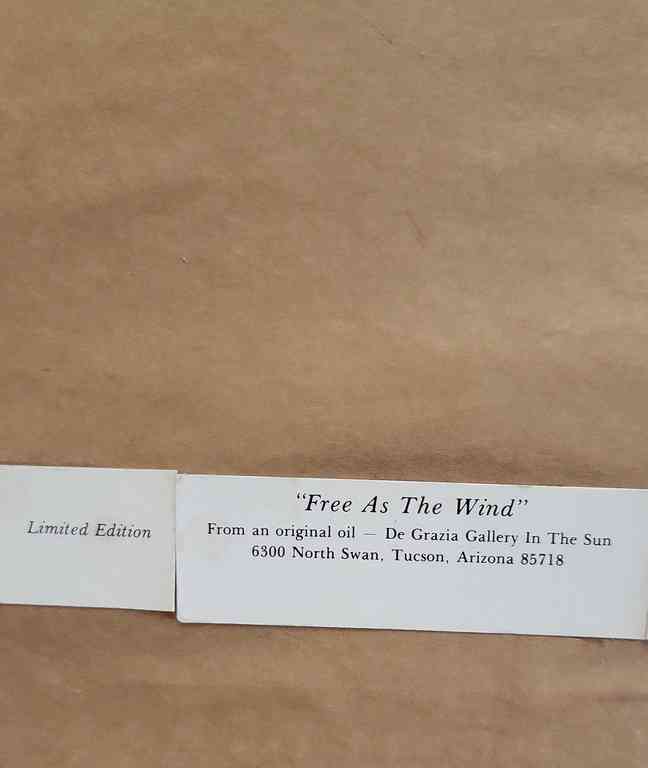 Limited Edition
“Free As The Wind”
From an original oil — De Grazia Gallery In The Sun
6300 North Swan, Tucson, Arizona 85718